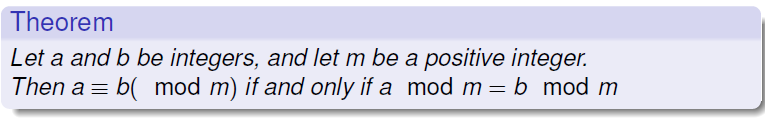 Theorem
Let a and b be integers, and let m be a positive integer.
Then a ≡ b( mod m) if and only if a mod m = b mod m